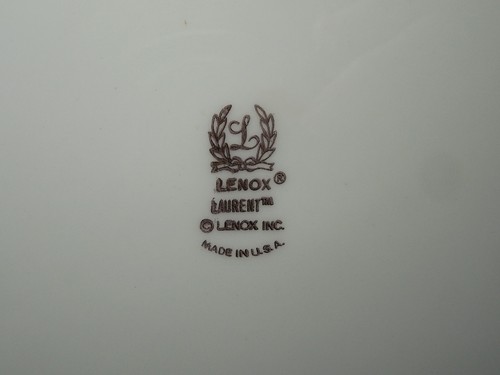 L
LENOX®
LAURENT™
© LENOX INC.
MADE IN U.S.A.